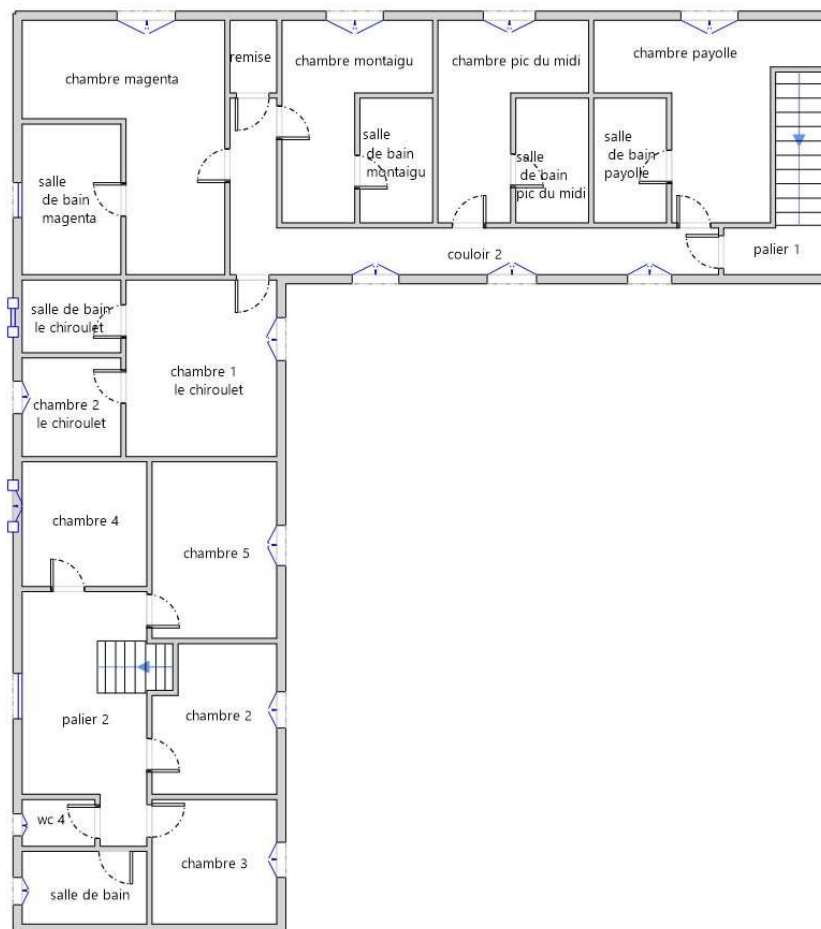 remise
chambre magenta
chambre montaigu
chambre pic du midi
chambre payolle
salle
de bain
magenta
salle
de bain
montaigu
salle
de bain
pic du midi
salle
de bain
payolle
couloir 2
palier 1
salle de bain
le chiroulet
chambre 1
le chiroulet
chambre 2
le chiroulet
chambre 4
chambre 5
palier 2
chambre 2
wc 4
chambre 3
salle de bain